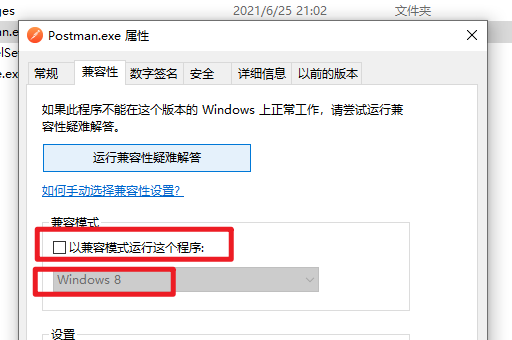 ges
2021/6/25 21:02
文件夹
Postman.exe 属性
常规
兼容性
数字签名
安全
详细信息
以前的版本
如果此程序不能在这个版本的 Windows 上正常工作，请尝试运行兼
容性疑难解答。
运行兼容性疑难解答
如何手动选择兼容性设置?
兼容模式
以兼容模式运行这个程序:
Windows 8
设置